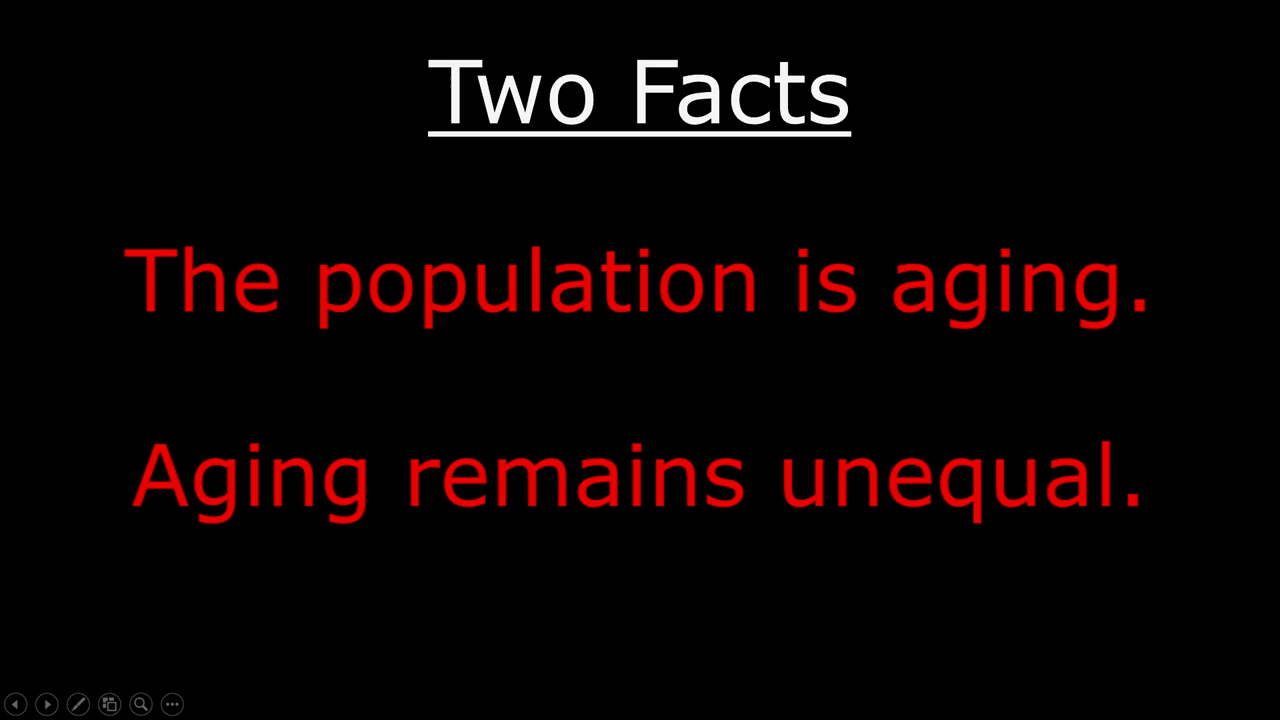 Two Facts
The population is aging.
Aging remains unequal.